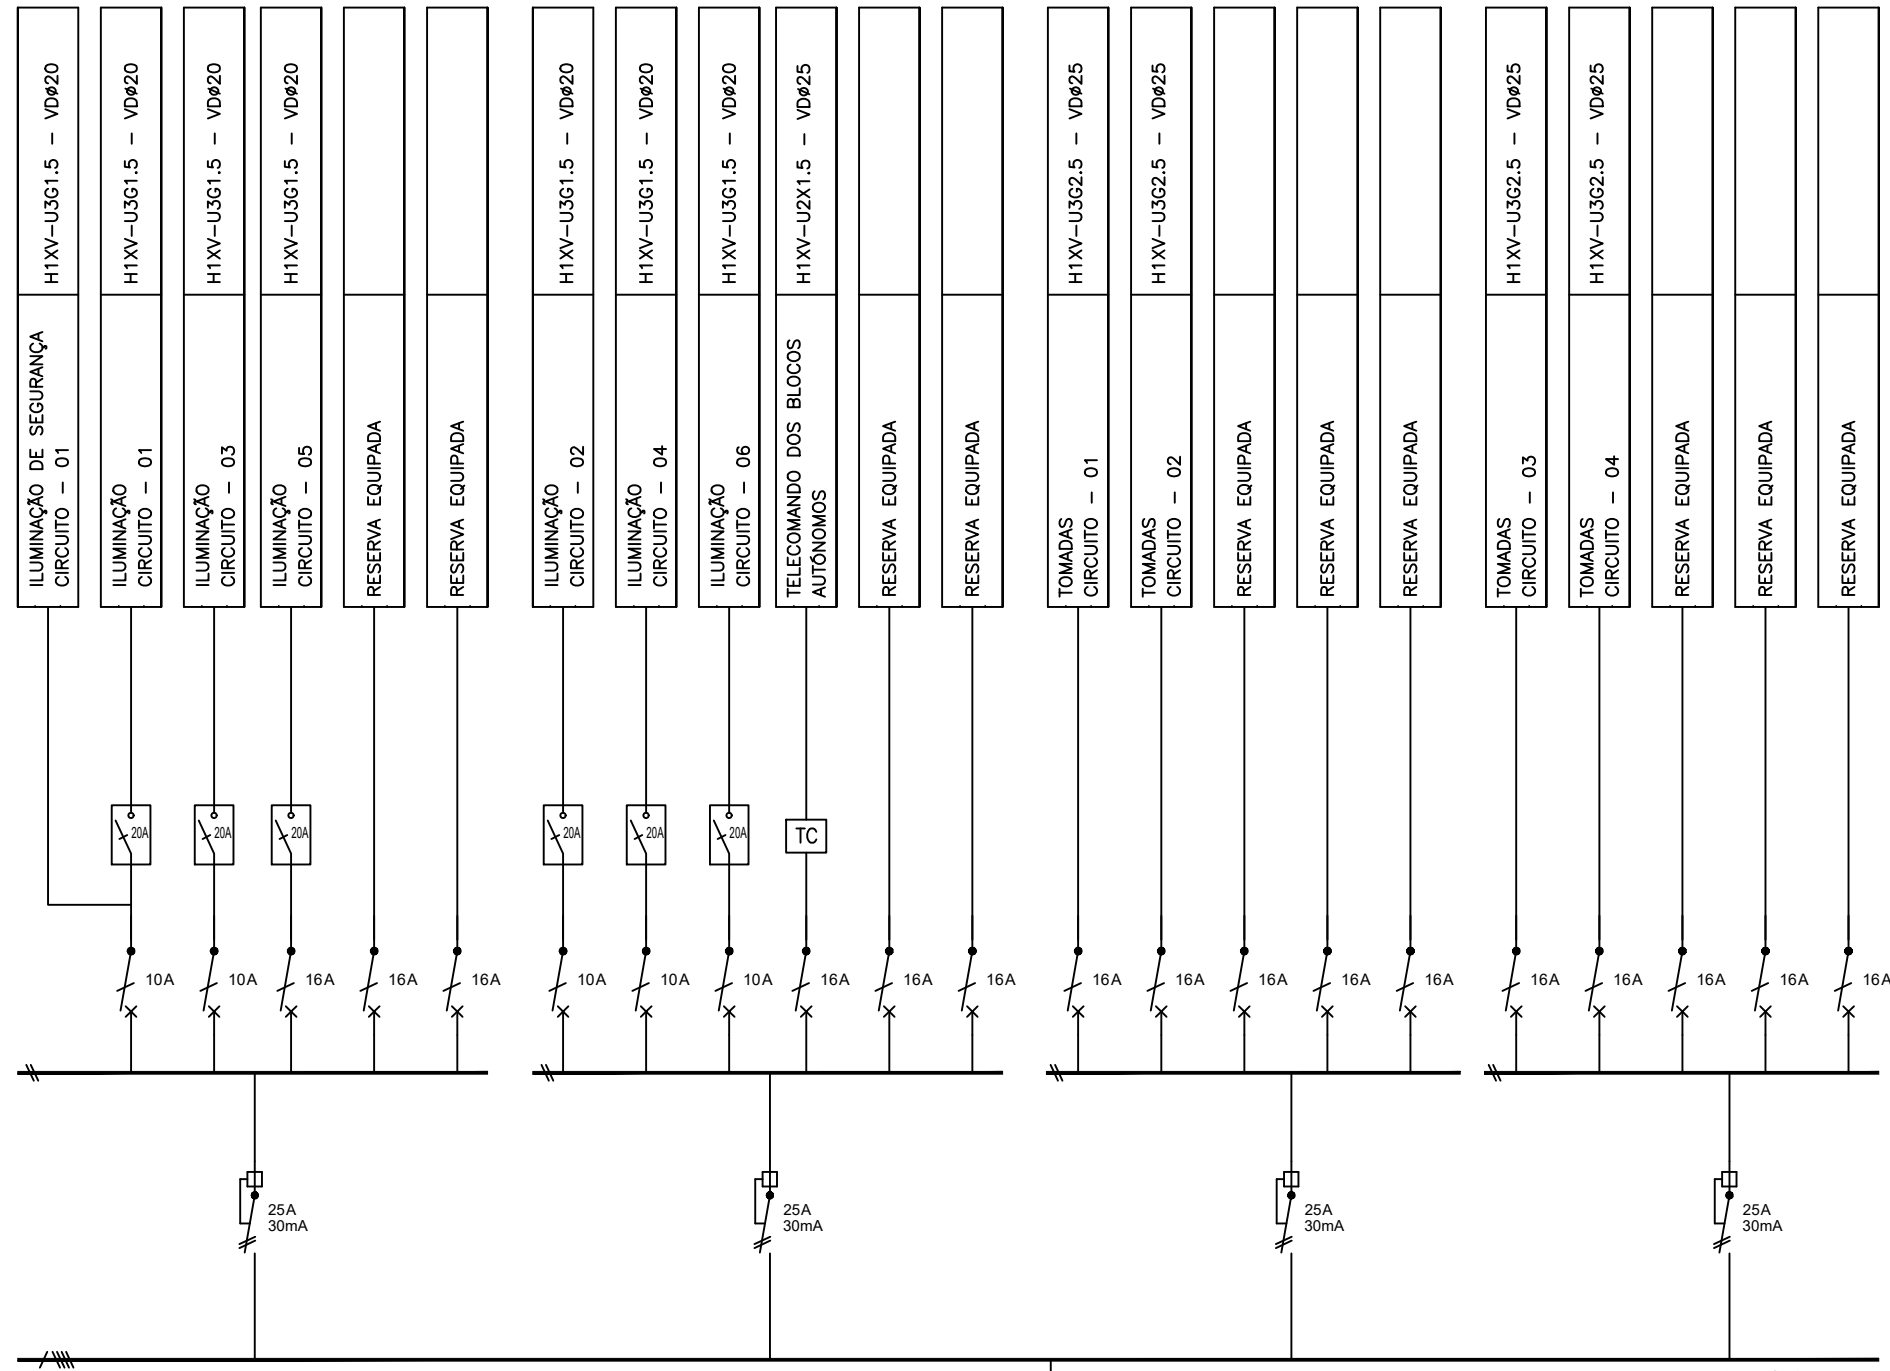 H1XV-U3G1.5 - VDø20
H1XV-U3G1.5 - VDø20
H1XV-U3G1.5 - VDø20
H1XV-U3G1.5 - VDø20
H1XV-U3G1.5 - VDø20
H1XV-U3G1.5 - VDø20
H1XV-U3G1.5 - VDø20
H1XV-U2X1.5 - VDø25
H1XV-U3G2.5 - VDø25
H1XV-U3G2.5 - VDø25
H1XV-U3G2.5 - VDø25
H1XV-U3G2.5 - VDø25
ILUMINAÇÃO DE SEGURANÇA
CIRCUITO - 01
ILUMINAÇÃO
CIRCUITO - 01
ILUMINAÇÃO
CIRCUITO - 03
ILUMINAÇÃO
CIRCUITO - 05
RESERVA EQUIPADA
RESERVA EQUIPADA
ILUMINAÇÃO
CIRCUITO - 02
ILUMINAÇÃO
CIRCUITO - 04
ILUMINAÇÃO
CIRCUITO - 06
TELECOMANDO DOS BLOCOS
AUTÓNOMOS
RESERVA EQUIPADA
RESERVA EQUIPADA
TOMADAS
CIRCUITO - 01
TOMADAS
CIRCUITO - 02
RESERVA EQUIPADA
RESERVA EQUIPADA
RESERVA EQUIPADA
TOMADAS
CIRCUITO - 03
TOMADAS
CIRCUITO - 04
RESERVA EQUIPADA
RESERVA EQUIPADA
RESERVA EQUIPADA
20A
20A
20A
20A
20A
20A
TC
10A
10A
16A
16A
16A
10A
10A
10A
16A
16A
16A
16A
16A
16A
16A
16A
16A
16A
16A
16A
16A
25A
30mA
25A
30mA
25A
30mA
25A
30mA